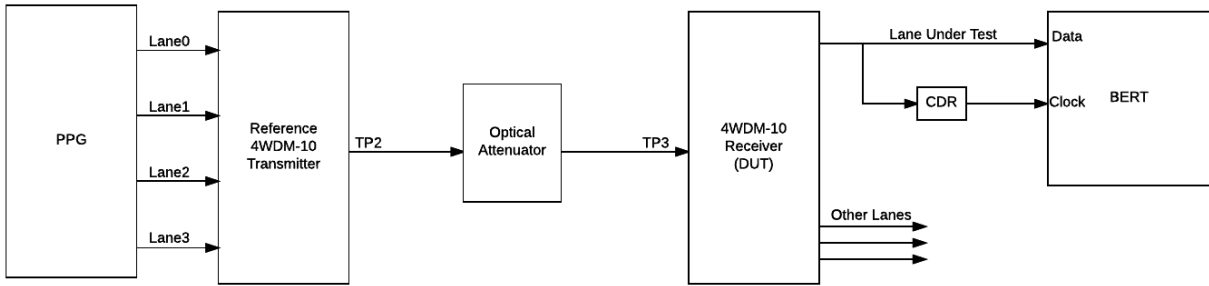 PPG
Lane0
Lane1
Lane2
Lane3
Reference
4WDM-10
Transmitter
TP2
Optical
Attenuator
TP3
4WDM-10
Receiver
(DUT)
Lane Under Test
CDR
Other Lanes
Data
Clock
BERT